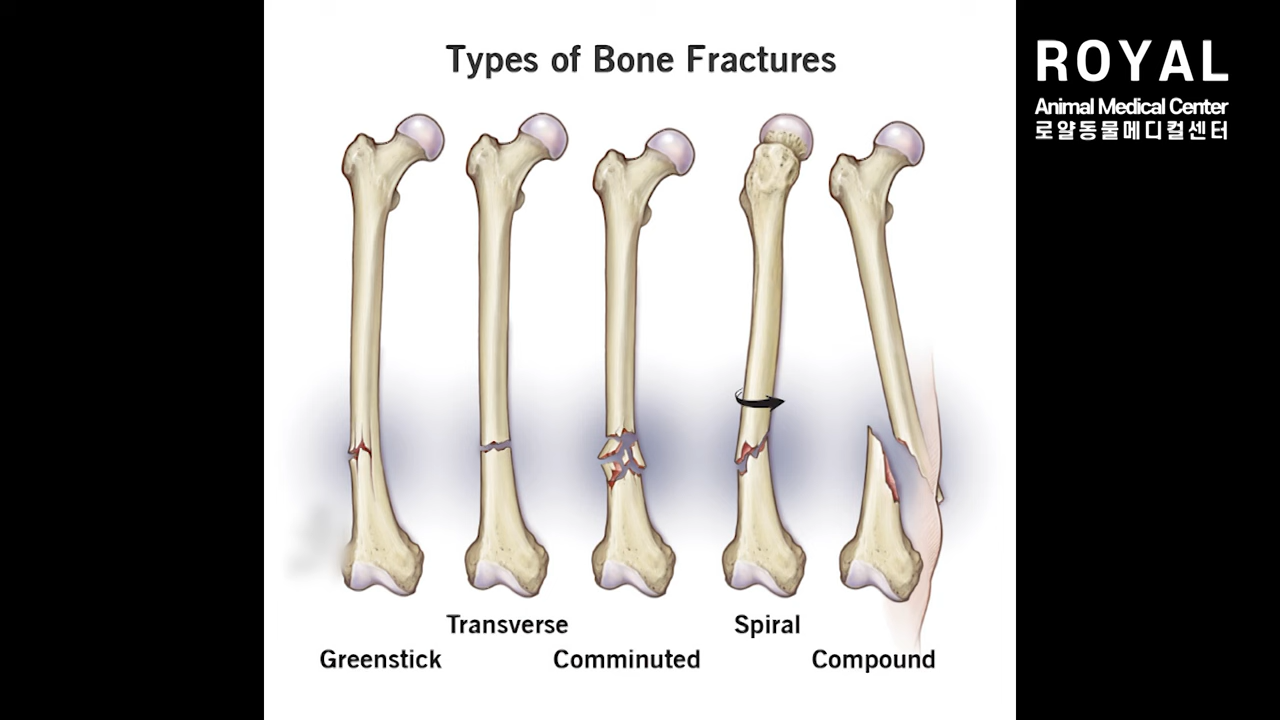 Types of Bone Fractures
ROYAL
Animal Medical Center
로얄동물메디컬센터
Transverse
Spiral
Greenstick
Comminuted
Compound